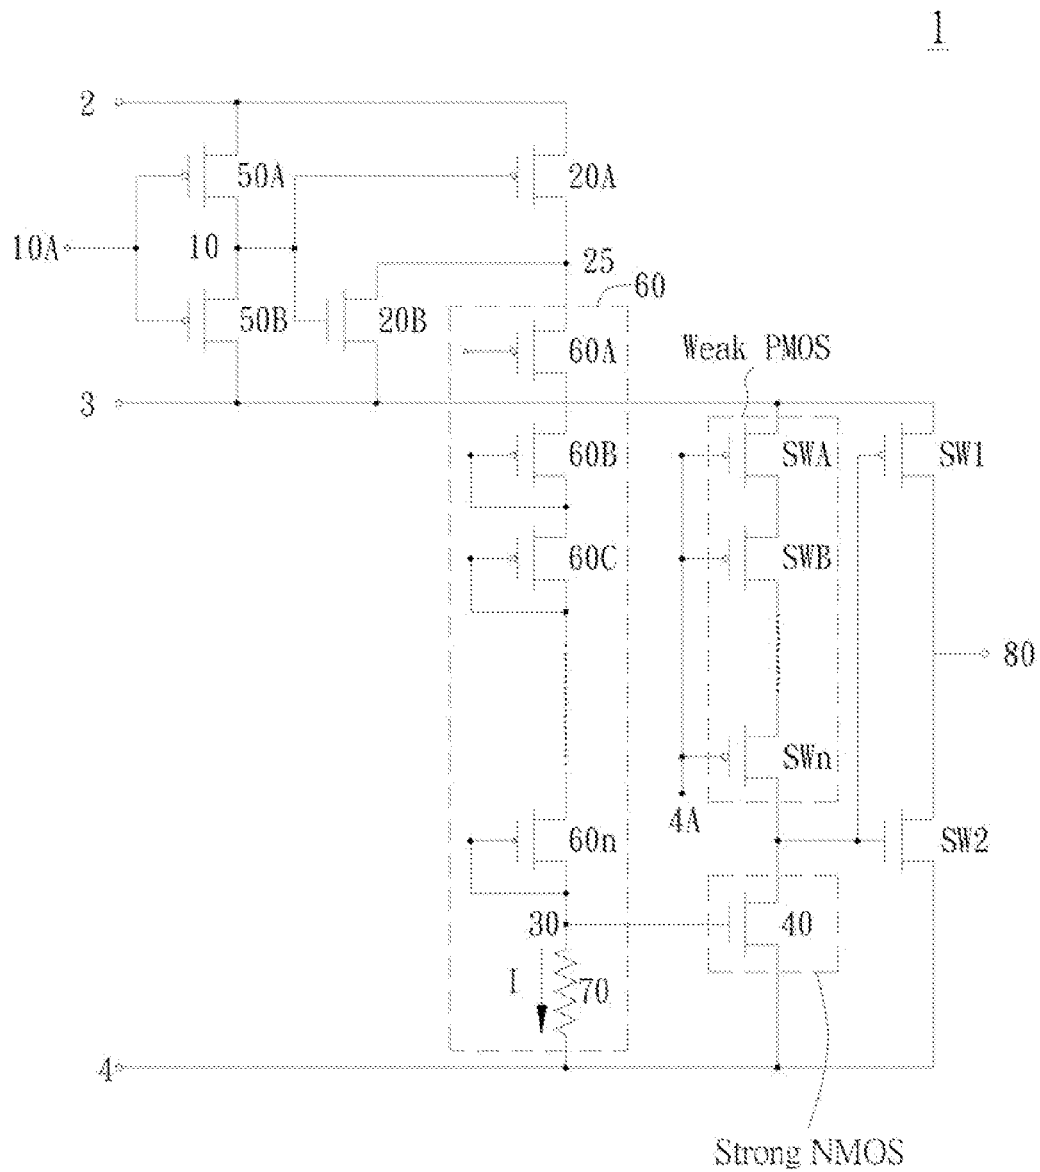 1
2
50A
20A
10A
10
25
60
50B
20B
60A
Weak PMOS
3
60B
SWA
SW1
60C
SWB
80
SWn
4A
60n
SW2
30
40
I
70
4
Strong NMOS